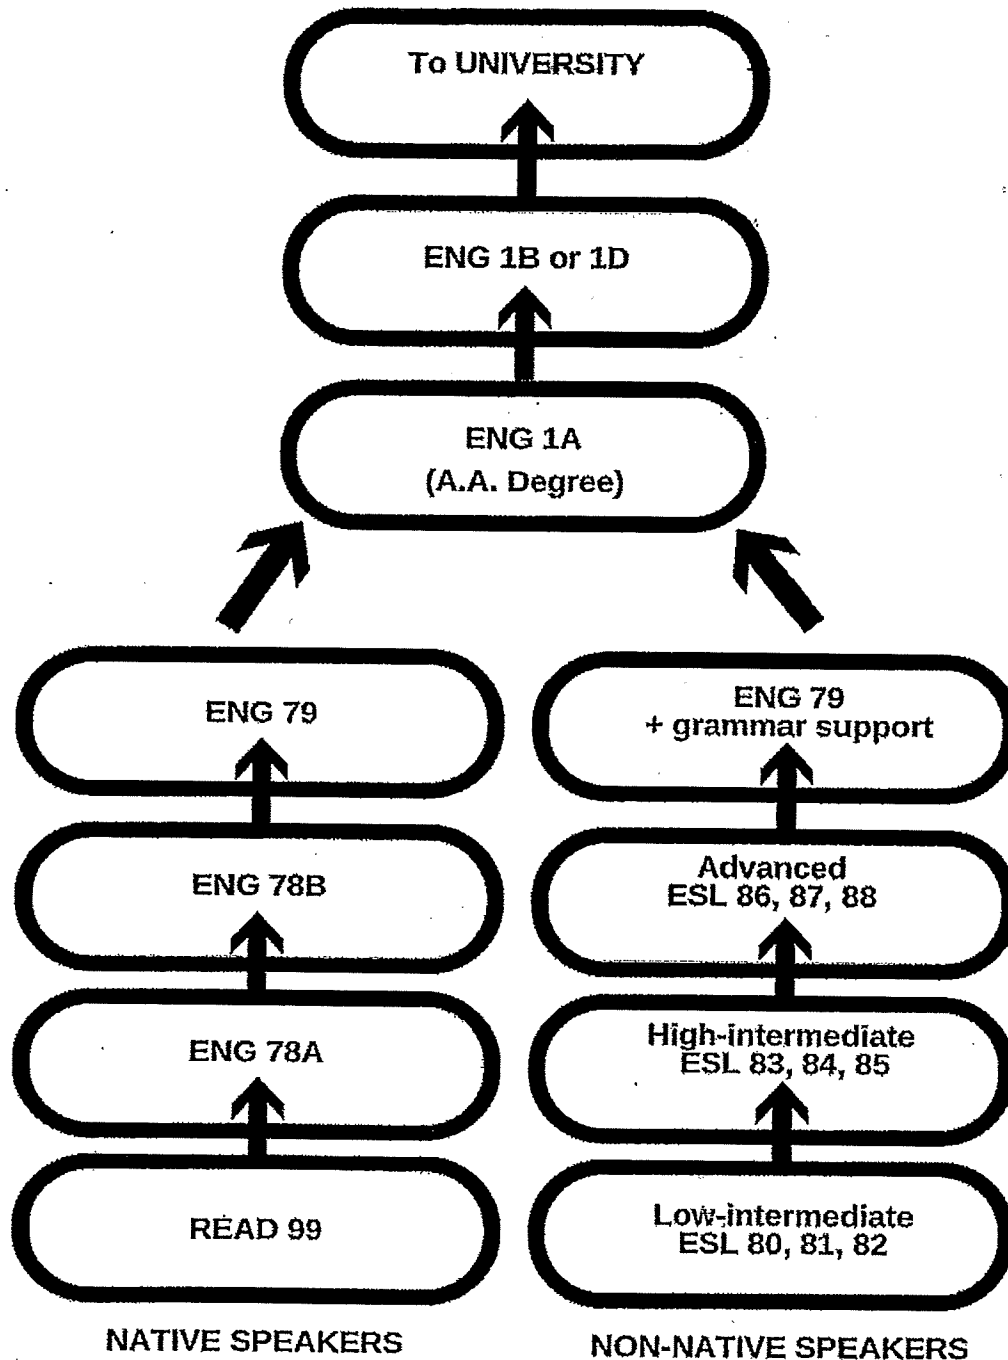 To UNIVERSITY
ENG 1B or 1D
ENG 1A
(A.A. Degree)
ENG 79
ENG 78B
ENG 78A
READ 99
NATIVE SPEAKERS
ENG 79
+ grammar support
Advanced
ESL 86, 87, 88
High-intermediate
ESL 83, 84, 85
Low-intermediate
ESL 80, 81, 82
NON-NATIVE SPEAKERS